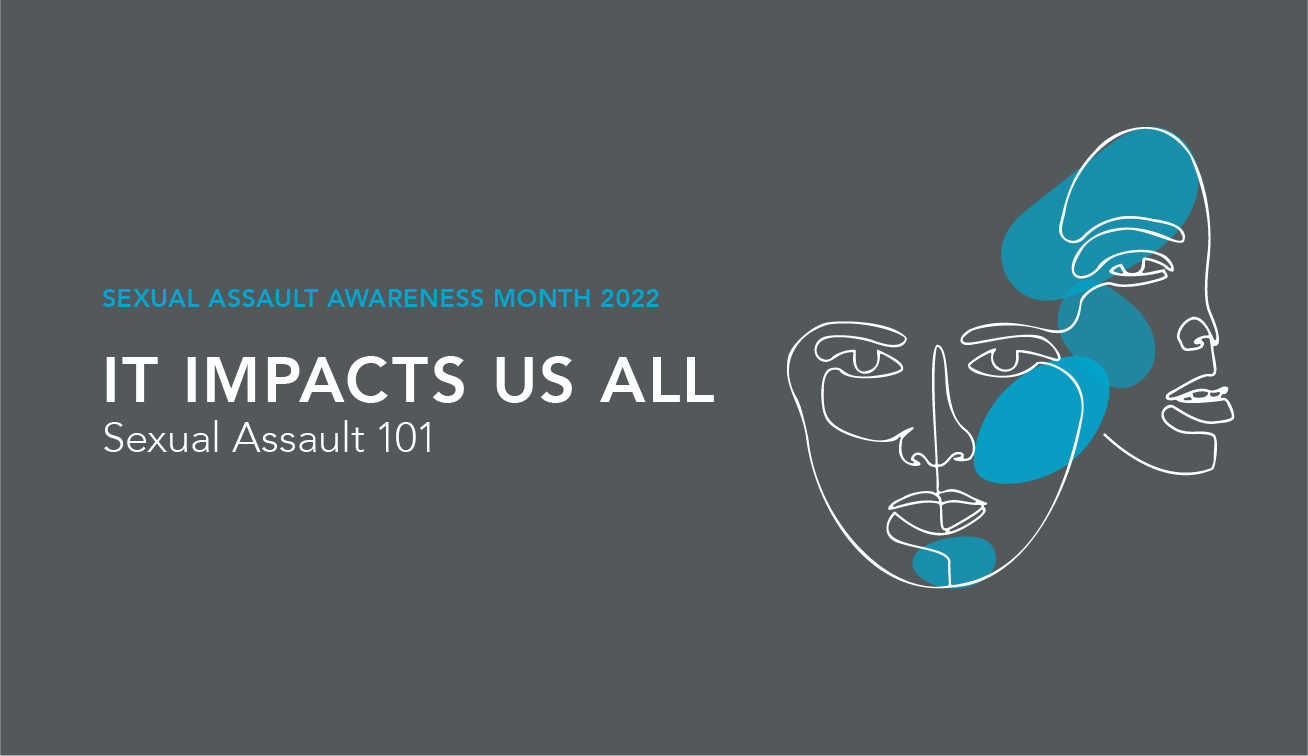 SEXUAL ASSAULT AWARENESS MONTH 2022
IT IMPACTS US ALL
Sexual Assault 101